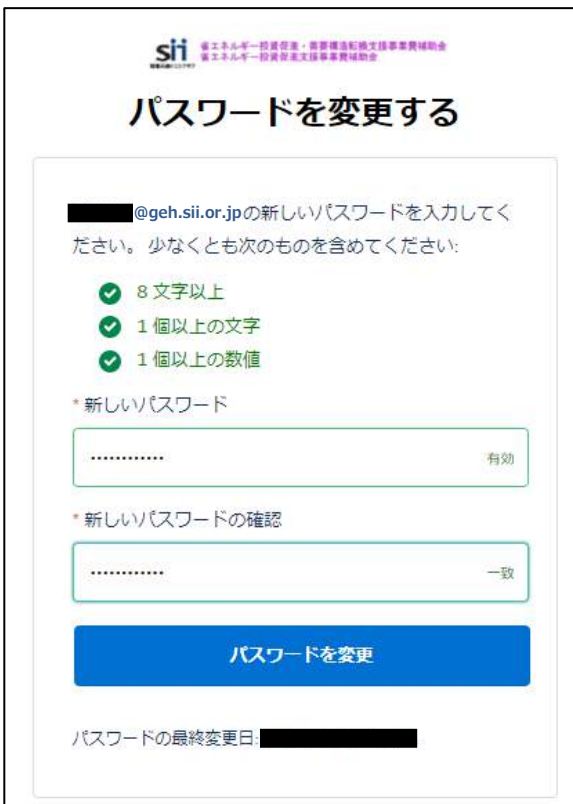 sii 省エネルギー投資促進・需要構造転換支援事業費補助金
省エネルギー投資促進支援事業費補助金
パスワードを変更する
@geh.sii.or.jpの新しいパスワードを入力してく
ださい。 少なくとも次のものを含めてください:
8 文字以上
1 個以上の文字
1 個以上の数値
* 新しいパスワード
............ 有効
* 新しいパスワードの確認
............ 一致
パスワードを変更
パスワードの最終変更日: